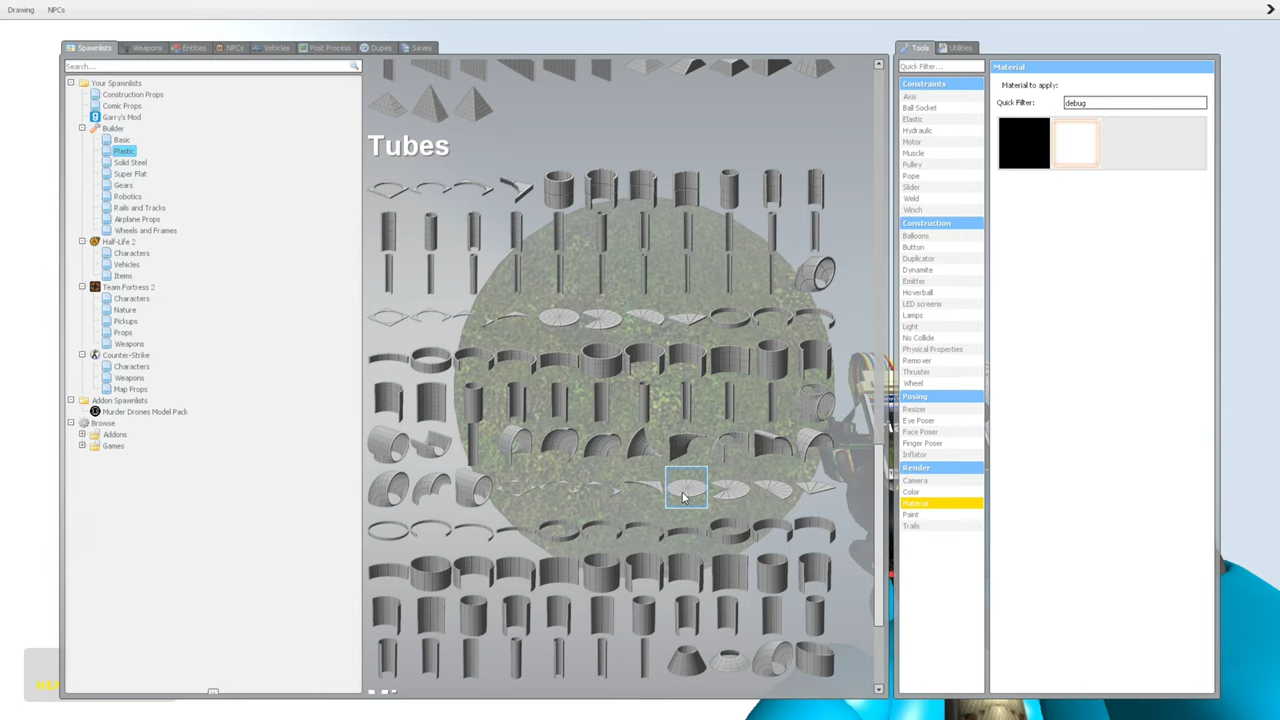 Drawing NPCs
Spawnlists Weapons Entities NPCs Vehicles Post Process Dupes Saves
Search...
Your Spawnlists
Construction Props
Comic Props
Garry's Mod
Builder
Basic
Plastic
Solid Steel
Super Flat
Gears
Robotics
Rails and Tracks
Airplane Props
Wheels and Frames
Half-Life 2
Characters
Vehicles
Items
Team Fortress 2
Characters
Nature
Pickups
Props
Weapons
Counter-Strike
Characters
Weapons
Map Props
Addon Spawnlists
Murder Drones Model Pack
Browse
Addons
Games
Tubes
Tools Utilities
Quick Filter...
Constraints
Axis
Ball Socket
Elastic
Hydraulic
Motor
Muscle
Pulley
Rope
Slider
Weld
Winch
Construction
Balloons
Button
Duplicator
Dynamite
Emitter
Hoverball
LED screens
Lamps
Light
No Collide
Physical Properties
Remover
Thruster
Wheel
Posing
Resizer
Eye Poser
Face Poser
Finger Poser
Inflator
Render
Camera
Color
Material
Paint
Trails
Material
Material to apply:
Quick Filter: debug